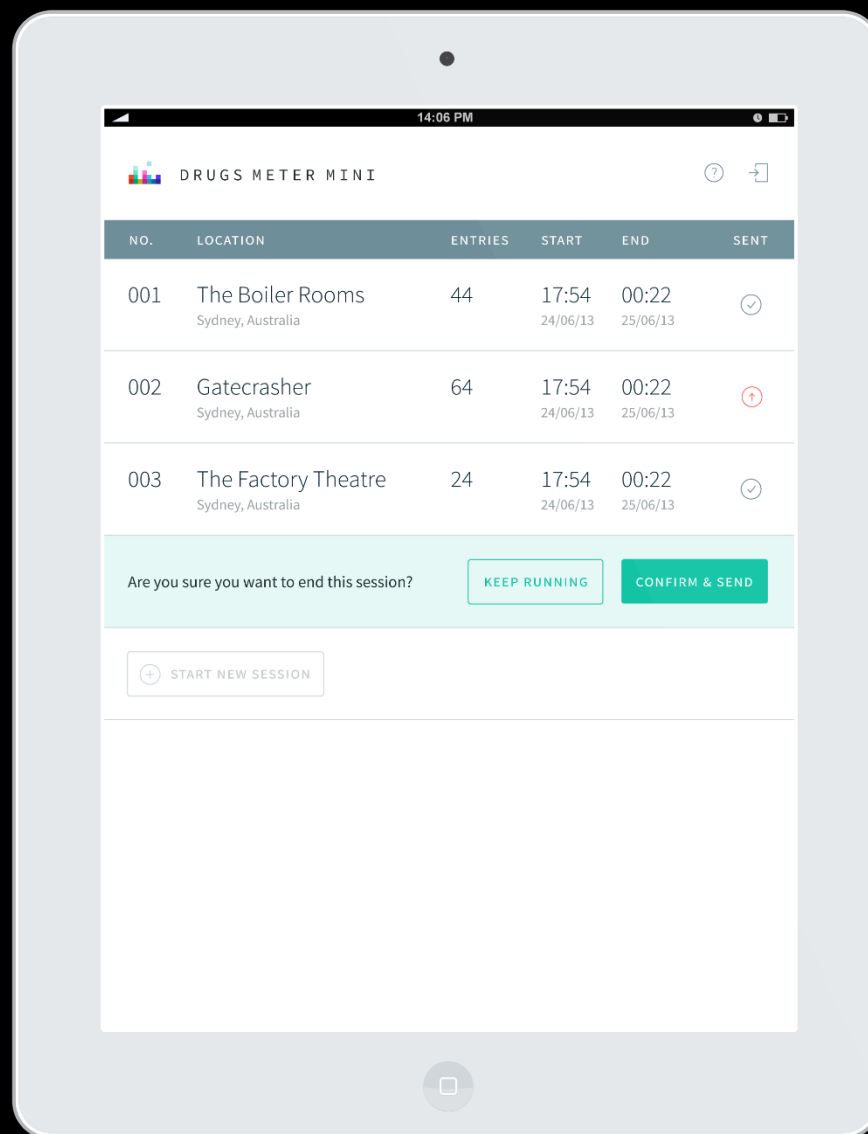 14:06 PM
DRUGS METER MINI
?
NO. LOCATION ENTRIES START END SENT
001 The Boiler Rooms 44 17:54 00:22
Sydney, Australia 24/06/13 25/06/13
002 Gatecrasher 64 17:54 00:22
Sydney, Australia 24/06/13 25/06/13
003 The Factory Theatre 24 17:54 00:22
Sydney, Australia 24/06/13 25/06/13
Are you sure you want to end this session? KEEP RUNNING CONFIRM & SEND
START NEW SESSION